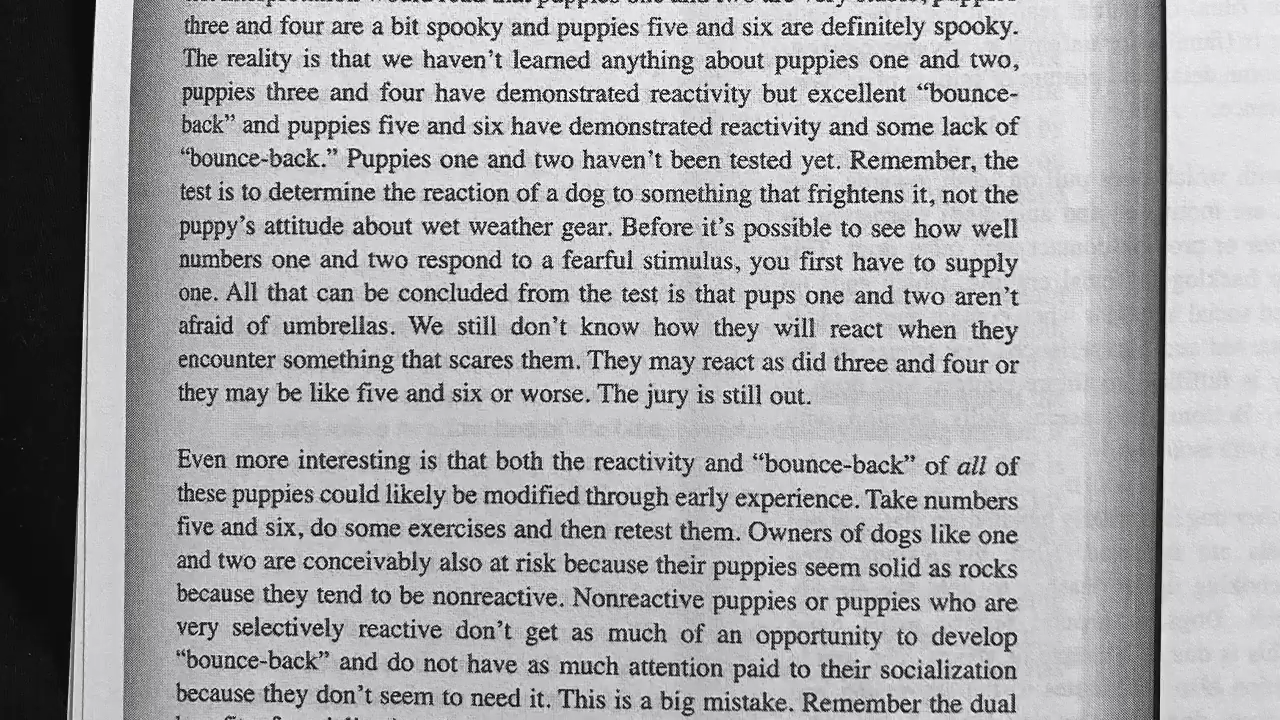 three and four are a bit spooky and puppies five and six are definitely spooky.
The reality is that we haven't learned anything about puppies one and two,
puppies three and four have demonstrated reactivity but excellent “bounce-
back” and puppies five and six have demonstrated reactivity and some lack of
“bounce-back.” Puppies one and two haven't been tested yet. Remember, the
test is to determine the reaction of a dog to something that frightens it, not the
puppy's attitude about wet weather gear. Before it's possible to see how well
numbers one and two respond to a fearful stimulus, you first have to supply
one. All that can be concluded from the test is that pups one and two aren't
afraid of umbrellas. We still don't know how they will react when they
encounter something that scares them. They may react as did three and four or
they may be like five and six or worse. The jury is still out.
Even more interesting is that both the reactivity and “bounce-back” of all of
these puppies could likely be modified through early experience. Take numbers
five and six, do some exercises and then retest them. Owners of dogs like one
and two are conceivably also at risk because their puppies seem solid as rocks
because they tend to be nonreactive. Nonreactive puppies or puppies who are
very selectively reactive don't get as much of an opportunity to develop
“bounce-back” and do not have as much attention paid to their socialization
because they don't seem to need it. This is a big mistake. Remember the dual